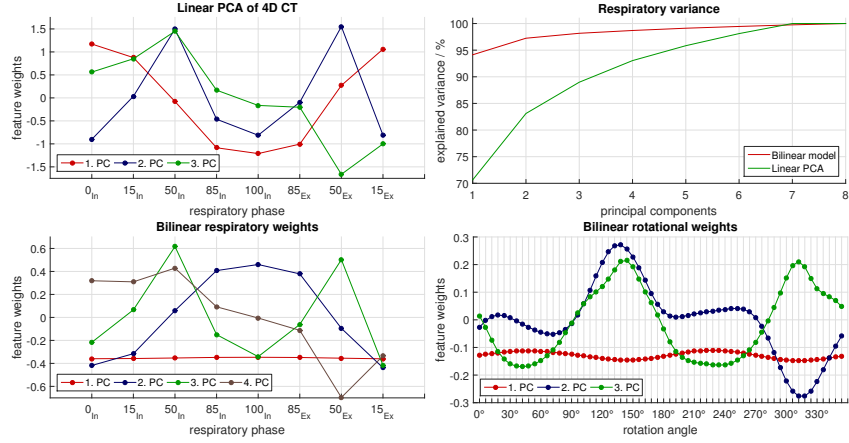 Linear PCA of 4D CT
feature weights
1.5
1
0.5
0
-0.5
-1
-1.5
1. PC
2. PC
3. PC
0In 15In 50In 85In 100In 85Ex 50Ex 15Ex
respiratory phase
Respiratory variance
explained variance / %
100
95
90
85
80
75
70
Bilinear model
Linear PCA
1 2 3 4 5 6 7 8
principal components
Bilinear respiratory weights
feature weights
0.6
0.4
0.2
0
-0.2
-0.4
-0.6
1. PC
2. PC
3. PC
4. PC
0In 15In 50In 85In 100In 85Ex 50Ex 15Ex
respiratory phase
Bilinear rotational weights
feature weights
0.3
0.2
0.1
0.0
-0.1
-0.2
-0.3
1. PC
2. PC
3. PC
0° 30° 60° 90° 120° 150° 180° 210° 240° 270° 300° 330°
rotation angle